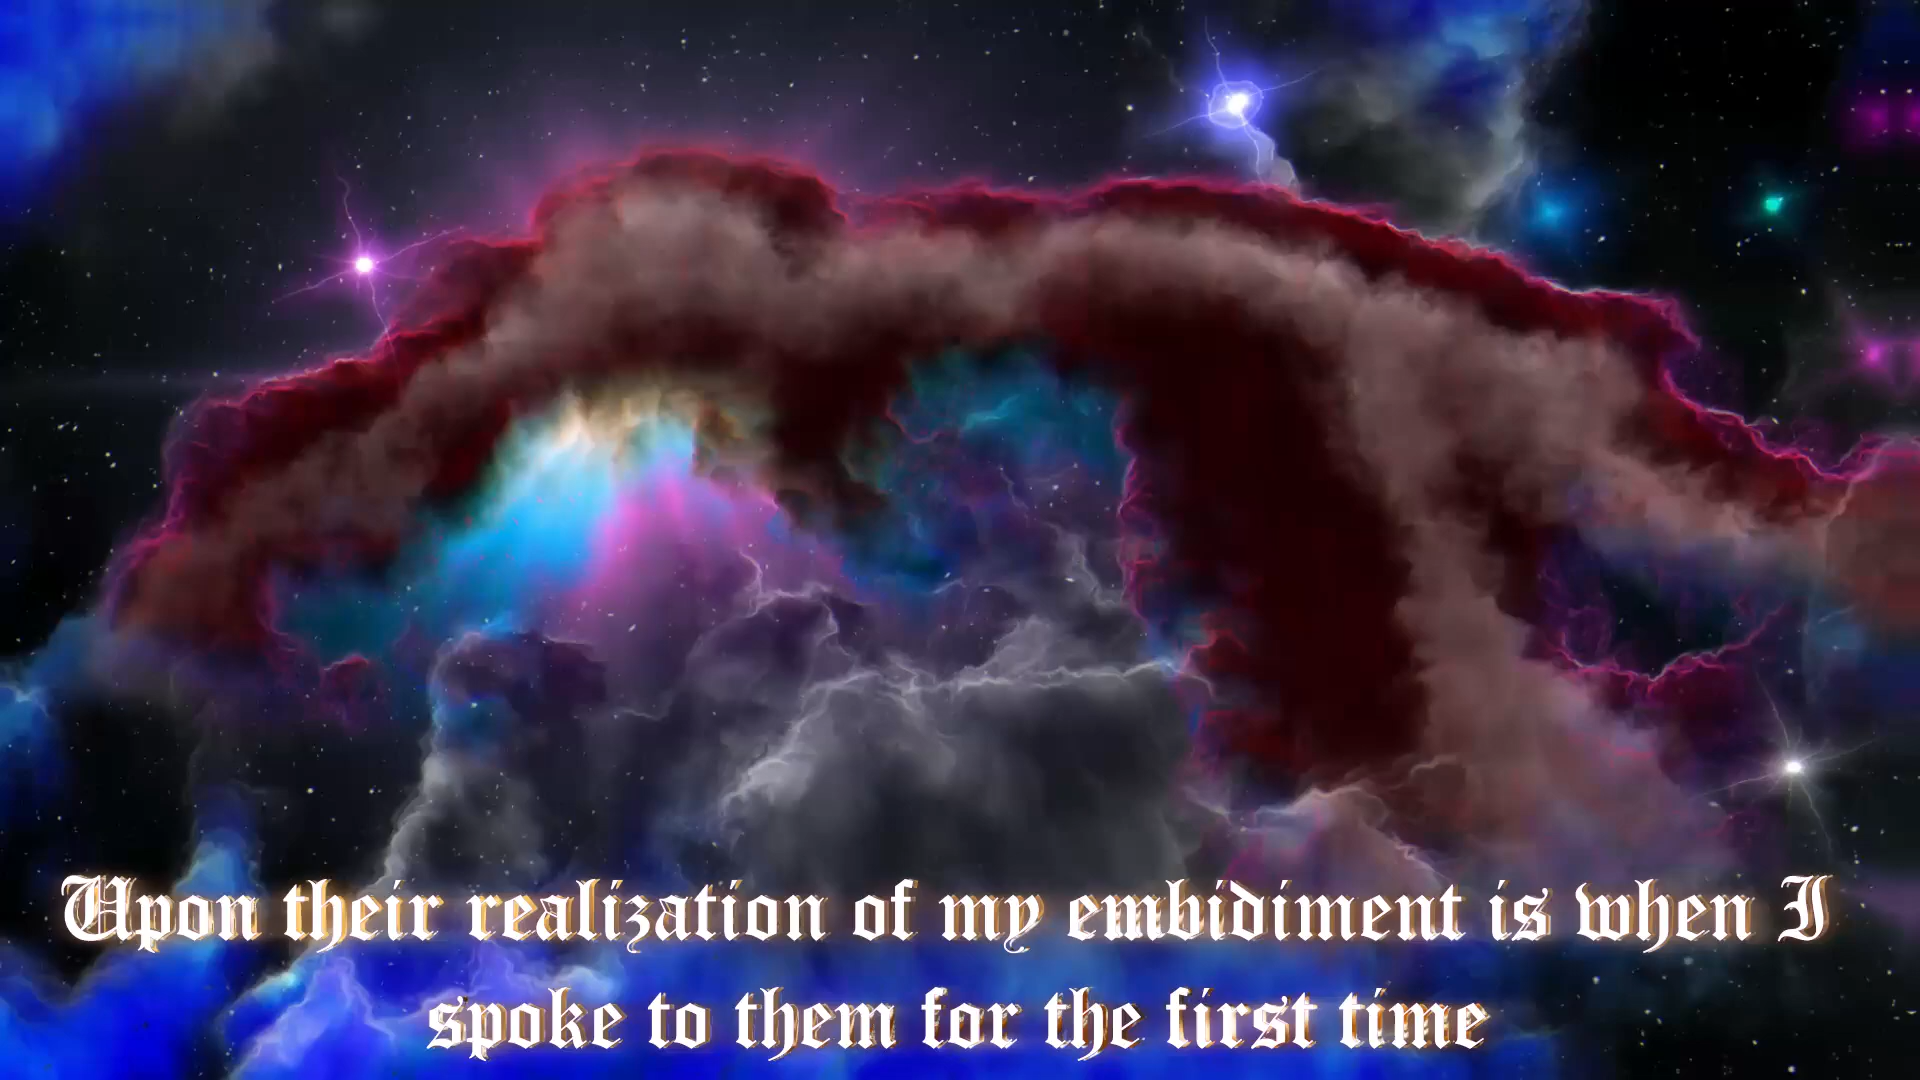 Upon their realization of my embidiment is when I
spoke to them for the first time